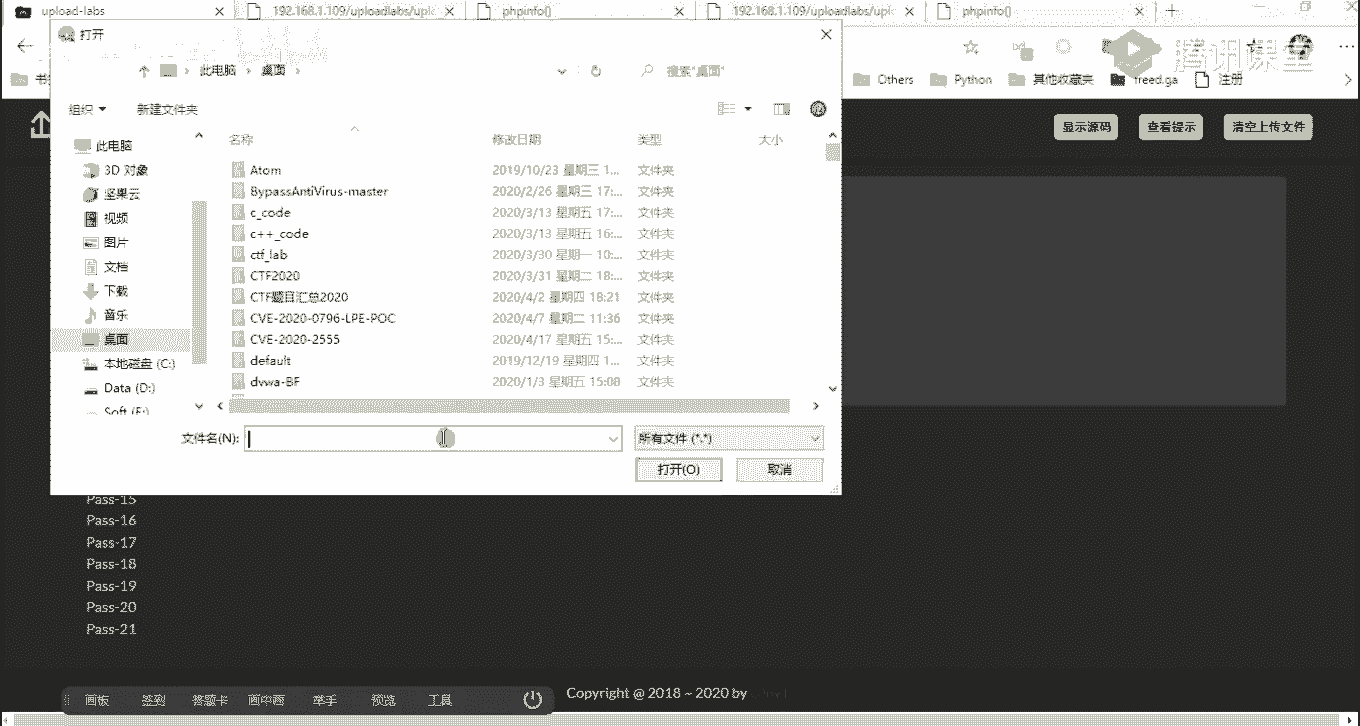 upload-labs
192.168.1.109/uploadlabs/upl
phpinfo()
192.168.1.109/uploadlabs/upl
phpinfo()
打开
此电脑 桌面
搜索"桌面"
腾讯课堂
Others
Python
其他收藏夹
freed.ga
注册
组织
新建文件夹
显示源码
查看提示
清空上传文件
名称 修改日期 类型 大小
此电脑
3D 对象
坚果云
视频
图片
文档
下载
音乐
桌面
本地磁盘 (C:)
Data (D:)
Soft (E:)
Atom 2019/10/23 星期三 1... 文件夹
BypassAntiVirus-master 2020/2/26 星期三 17:... 文件夹
c_code 2020/3/13 星期五 17:... 文件夹
c++_code 2020/3/13 星期五 16:... 文件夹
ctf_lab 2020/3/30 星期一 10:... 文件夹
CTF2020 2020/3/31 星期二 18:... 文件夹
CTF题目汇总2020 2020/4/2 星期四 18:21 文件夹
CVE-2020-0796-LPE-POC 2020/4/7 星期二 11:36 文件夹
CVE-2020-2555 2020/4/17 星期五 15:... 文件夹
default 2019/12/19 星期四 1... 文件夹
dvwa-BF 2020/1/3 星期五 15:08 文件夹
文件名(N):
所有文件 (*.*)
打开(O)
取消
Pass-15
Pass-16
Pass-17
Pass-18
Pass-19
Pass-20
Pass-21
画板 签到 答题卡 画中画 举手 预览 工具
Copyright @ 2018 ~ 2020 by